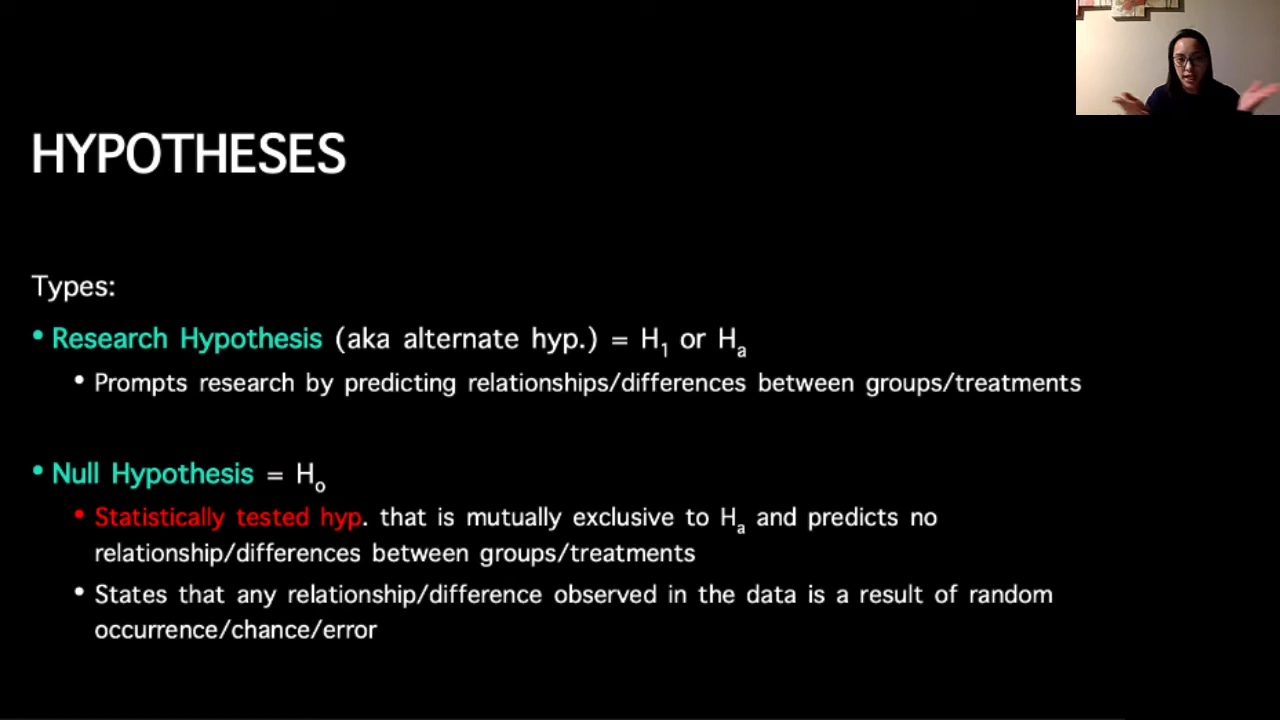 HYPOTHESES
Types:
• Research Hypothesis (aka alternate hyp.) = H₁ or Hₐ
• Prompts research by predicting relationships/differences between groups/treatments
• Null Hypothesis = Hₒ
• Statistically tested hyp. that is mutually exclusive to Hₐ and predicts no
relationship/differences between groups/treatments
• States that any relationship/difference observed in the data is a result of random
occurrence/chance/error